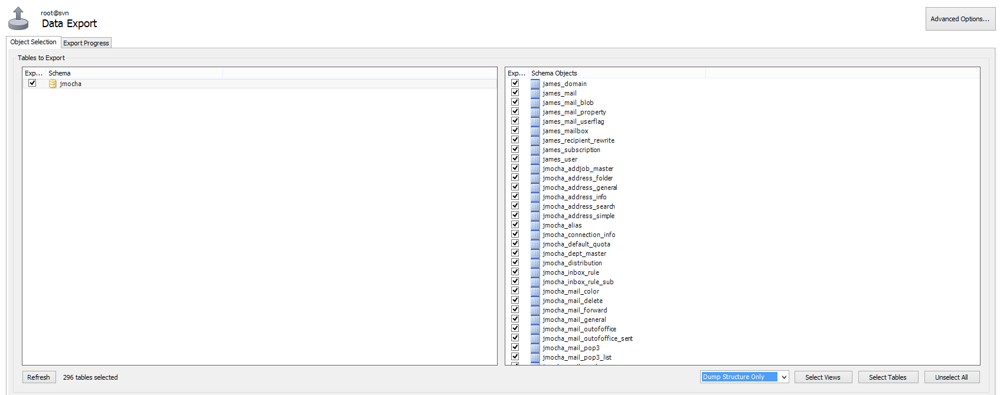 root@svn
Data Export
Advanced Options...
Object Selection
Export Progress
Tables to Export
Exp... Schema
jmocha
Exp... Schema Objects
james_domain
james_mail
james_mail_blob
james_mail_property
james_mail_userflag
james_mailbox
james_recipient_rewrite
james_subscription
james_user
jmocha_addjob_master
jmocha_address_folder
jmocha_address_general
jmocha_address_info
jmocha_address_search
jmocha_address_simple
jmocha_alias
jmocha_connection_info
jmocha_default_quota
jmocha_dept_master
jmocha_distribution
jmocha_inbox_rule
jmocha_inbox_rule_sub
jmocha_mail_color
jmocha_mail_delete
jmocha_mail_forward
jmocha_mail_general
jmocha_mail_outofoffice
jmocha_mail_outofoffice_sent
jmocha_mail_pop3
jmocha_mail_pop3_list
Refresh
296 tables selected
Dump Structure Only
Select Views
Select Tables
Unselect All